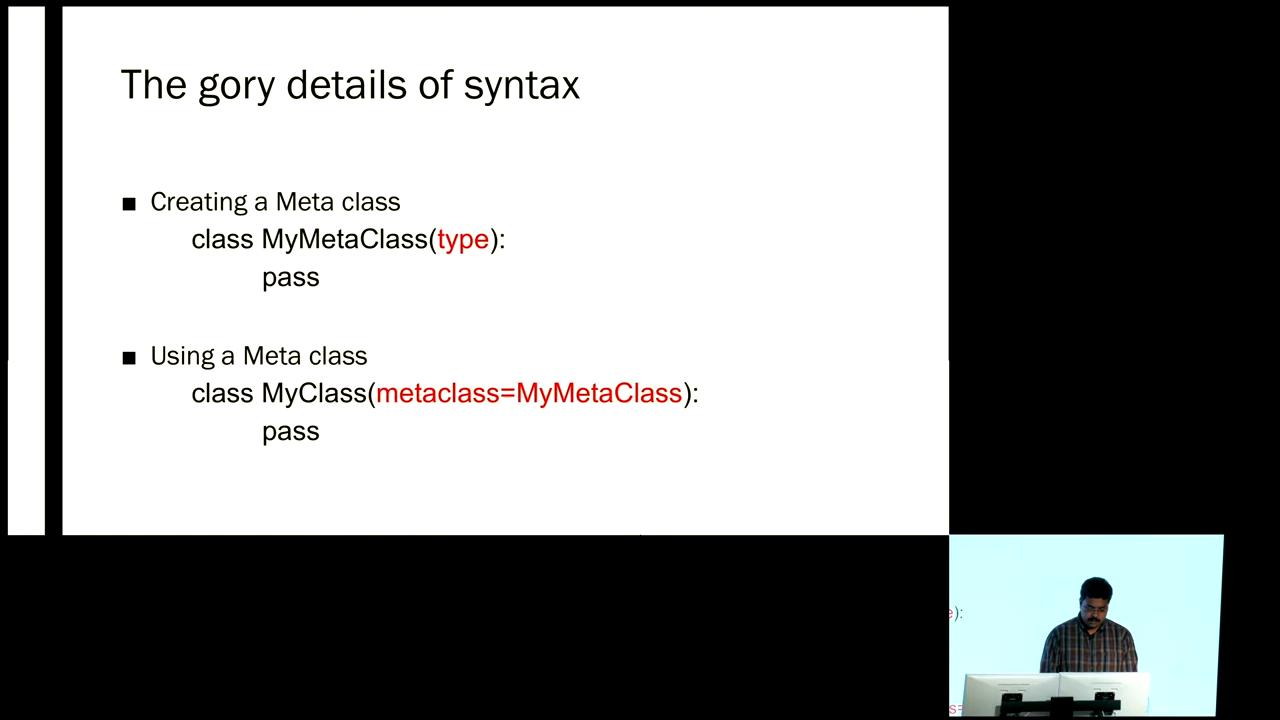 The gory details of syntax
■ Creating a Meta class
class MyMetaClass(type):
pass
■ Using a Meta class
class MyClass(metaclass=MyMetaClass):
pass
e):
s=